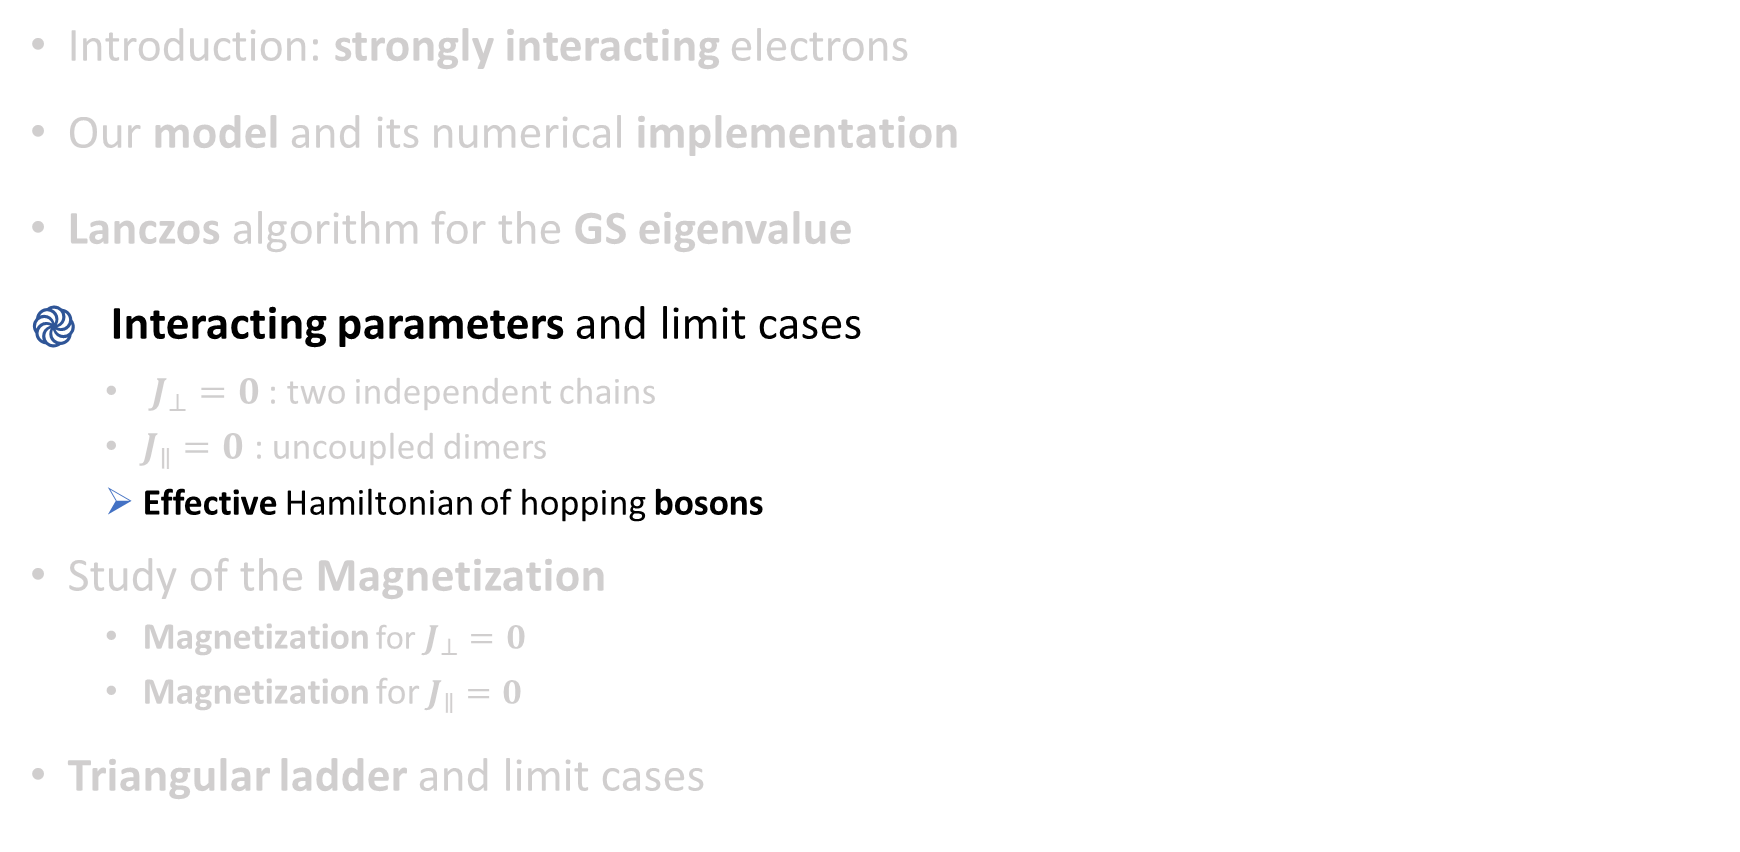 • Introduction: strongly interacting electrons
• Our model and its numerical implementation
• Lanczos algorithm for the GS eigenvalue
Interacting parameters and limit cases
• J⊥ = 0 : two independent chains
• J∥ = 0 : uncoupled dimers
➢ Effective Hamiltonian of hopping bosons
• Study of the Magnetization
• Magnetization for J⊥ = 0
• Magnetization for J∥ = 0
• Triangular ladder and limit cases